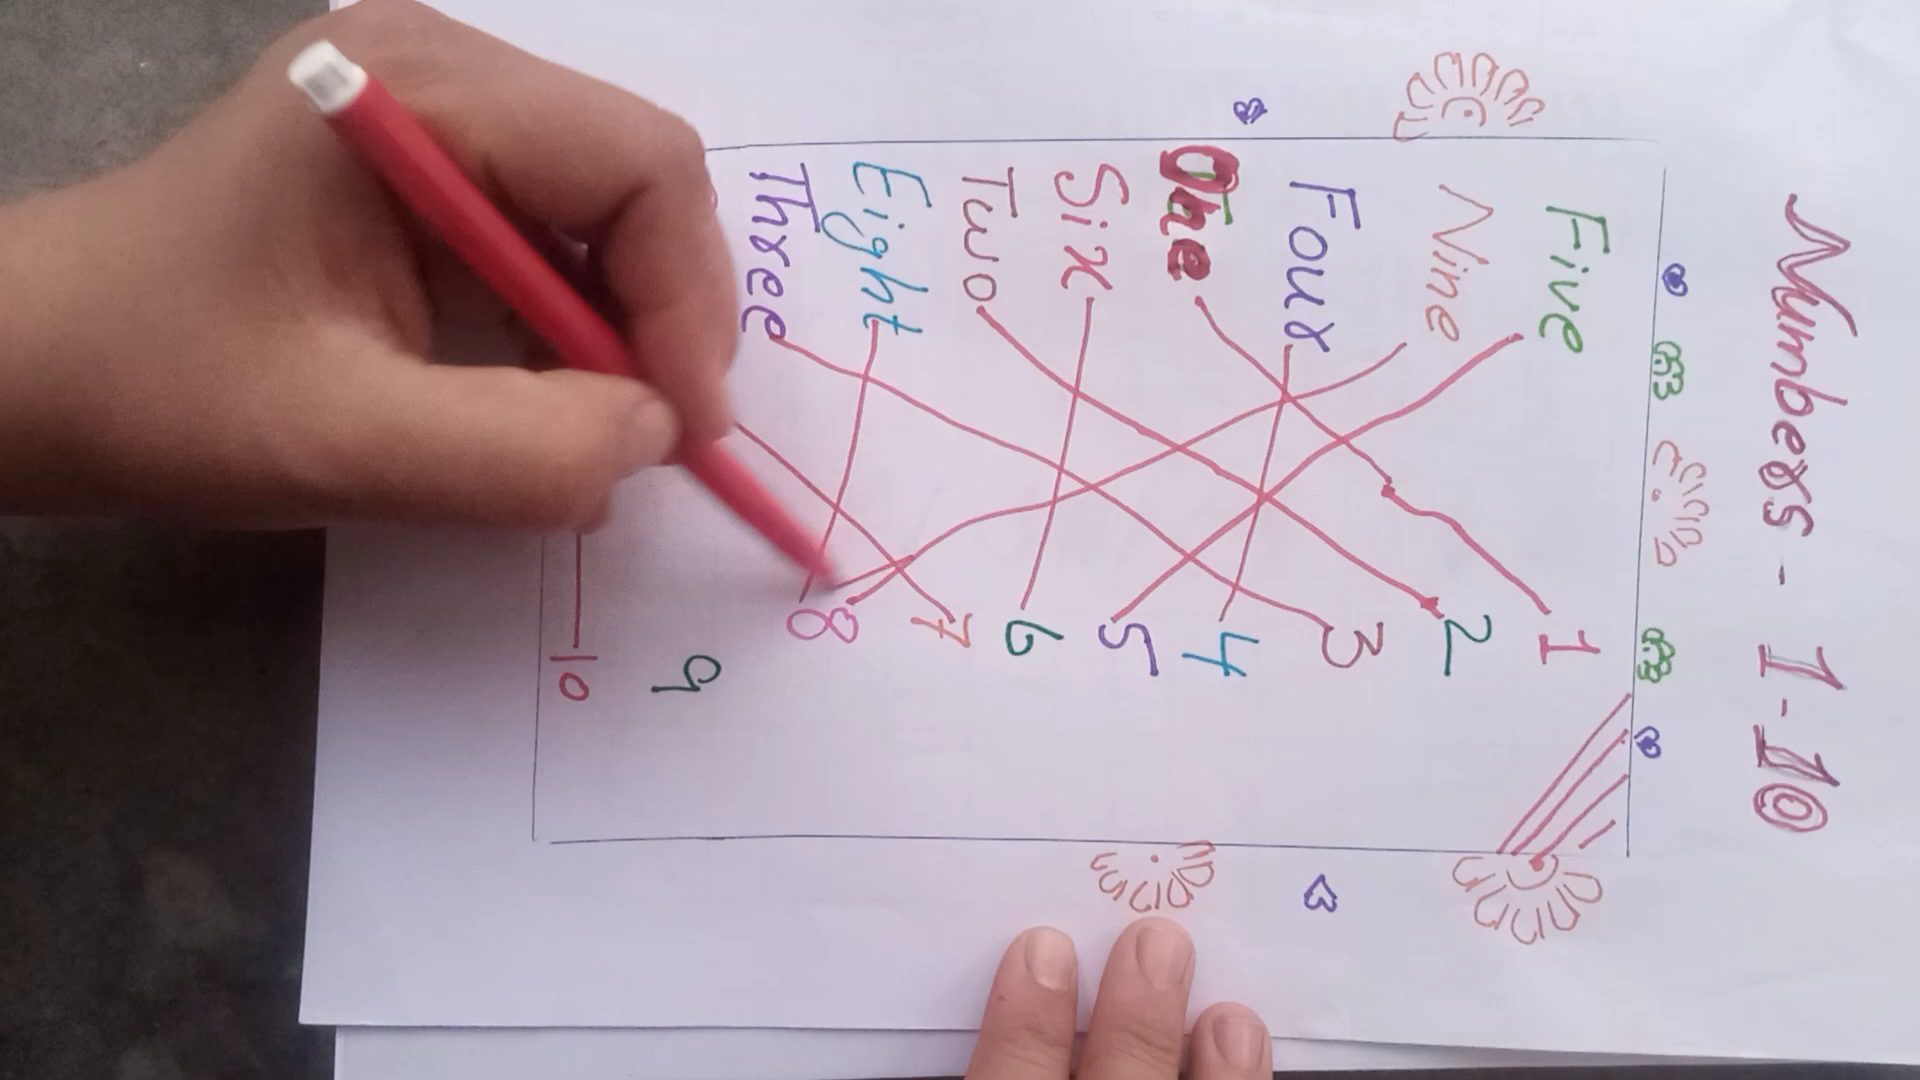 Numbers - 1-10
Five 1
Nine 2
Four 3
One 4
Six 5
Two 6
Eight 7
Three 8
9
10